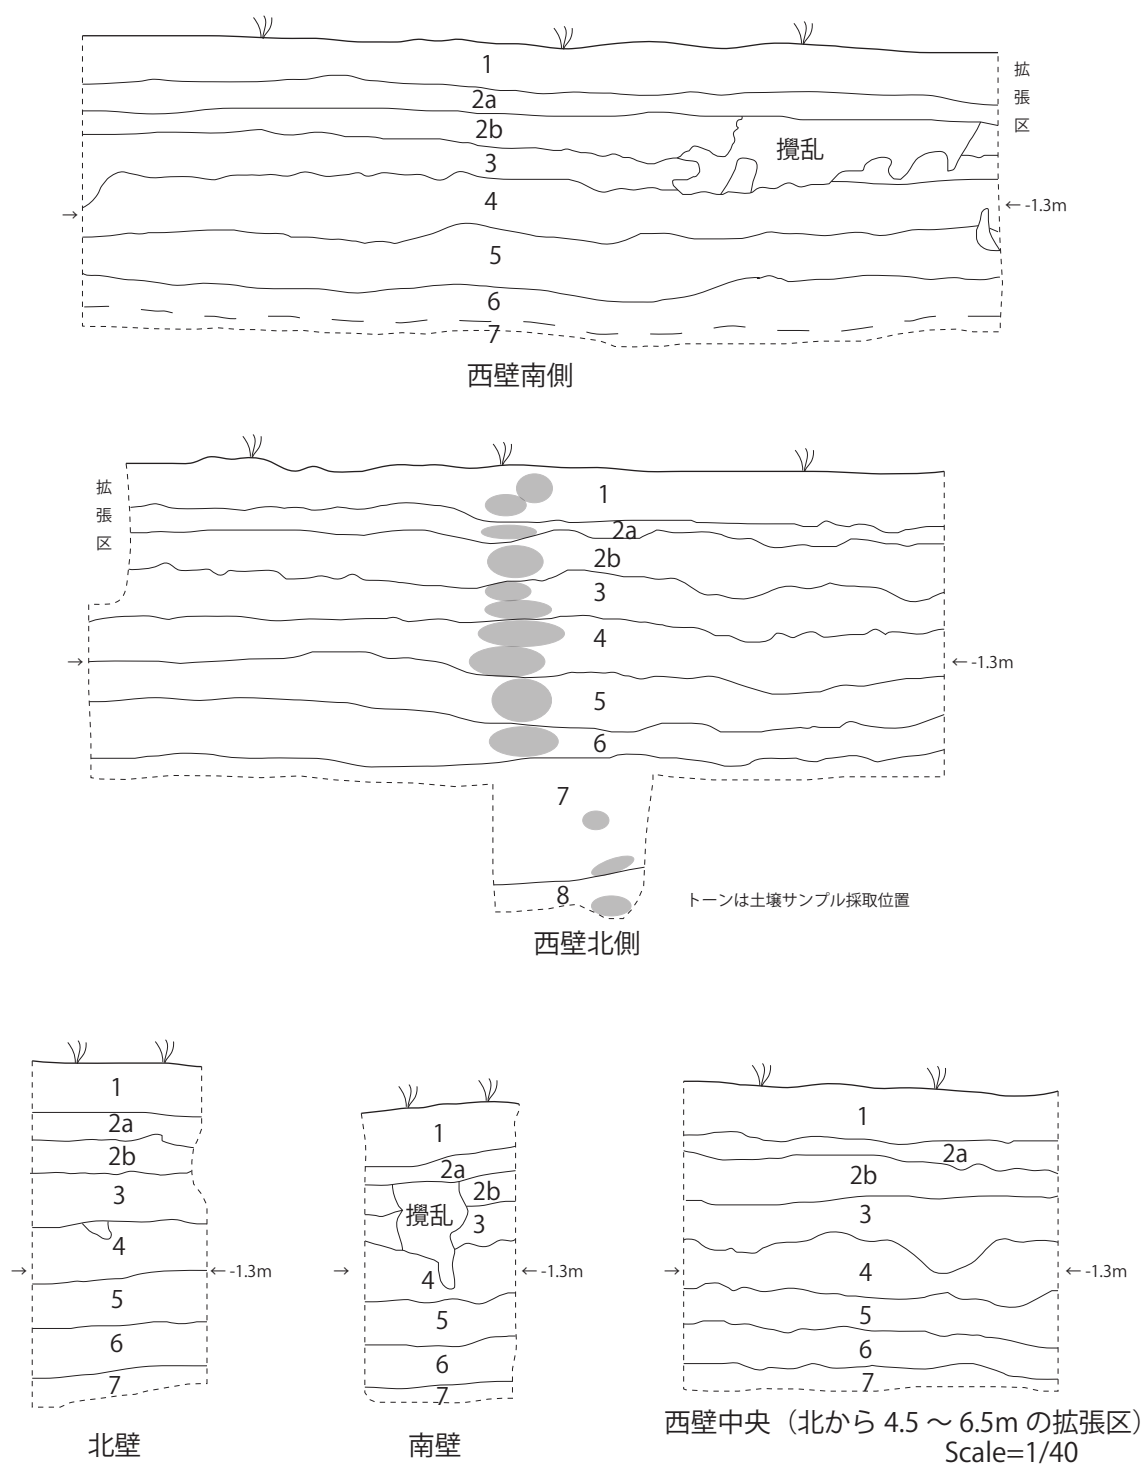 1
2a
2b
3
4
5
6
7
攪乱
拡
張
区
→
← -1.3m
西壁南側
拡
張
区
1
2a
2b
3
4
5
6
7
8
→
← -1.3m
トーンは土壌サンプル採取位置
西壁北側
1
2a
2b
3
4
5
6
7
→
← -1.3m
北壁
1
2a
2b
攪乱
3
4
5
6
7
→
← -1.3m
南壁
1
2a
2b
3
4
5
6
7
→
← -1.3m
西壁中央（北から 4.5 ～ 6.5m の拡張区）
Scale=1/40